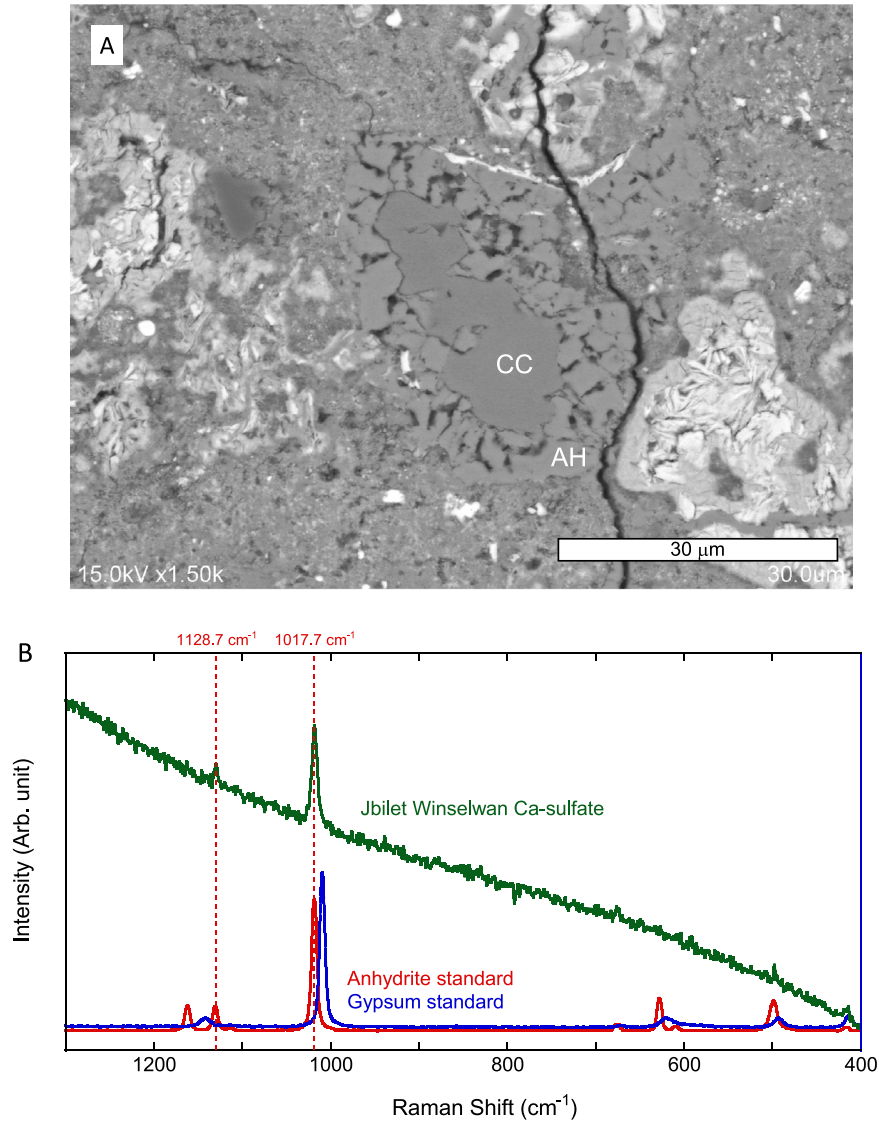 A
CC
AH
30 μm
15.0kV x1.50k
30.0um
B
1128.7 cm-1
1017.7 cm-1
Jbilet Winselwan Ca-sulfate
Anhydrite standard
Gypsum standard
Intensity (Arb. unit)
1200
1000
800
600
400
Raman Shift (cm-1)